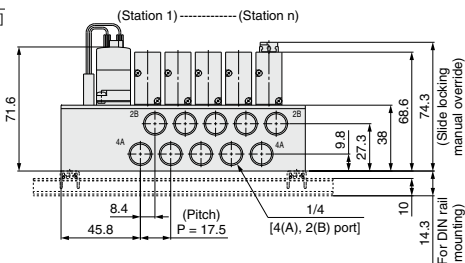 (Station 1) ---------- (Station n)
71.6
2B
2B
4A
4A
9.8
27.3
38
68.6
74.3
(Slide locking
manual override)
8.4
(Pitch)
P = 17.5
45.8
1/4
[4(A), 2(B) port]
10
14.3
(For DIN rail
mounting)